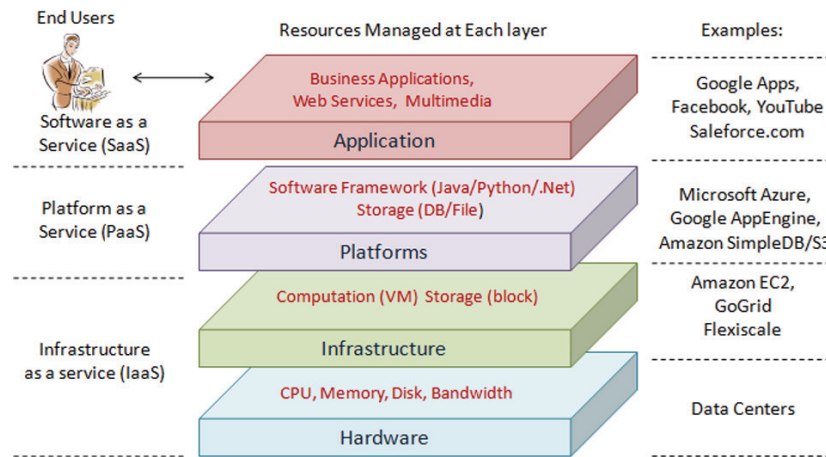 End Users
Resources Managed at Each layer
Examples:
Business Applications,
Web Services, Multimedia
Application
Software as a
Service (SaaS)
Google Apps,
Facebook, YouTube
Saleforce.com
Software Framework (Java/Python/.Net)
Storage (DB/File)
Platforms
Platform as a
Service (PaaS)
Microsoft Azure,
Google AppEngine,
Amazon SimpleDB/S3
Computation (VM) Storage (block)
Infrastructure
Amazon EC2,
GoGrid
Flexiscale
Infrastructure
as a service (IaaS)
CPU, Memory, Disk, Bandwidth
Hardware
Data Centers